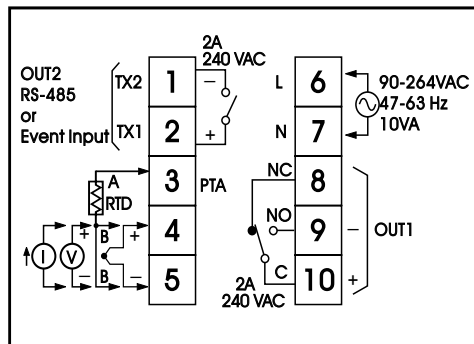 2A
240 VAC
OUT2
RS-485
or
Event Input
TX2
TX1
−
+
1
2
3
4
5
PTA
A
RTD
B
B
+
−
+
−
I
V
L
N
6
7
8
9
10
90-264VAC
47-63 Hz
10VA
NC
NO
C
−
OUT1
+
2A
240 VAC